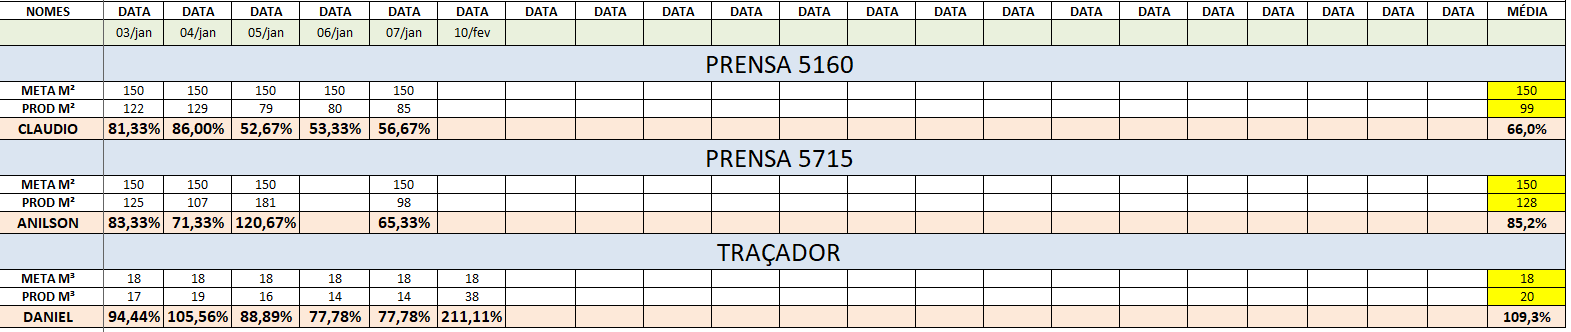 NOMES DATA DATA DATA DATA DATA DATA DATA DATA DATA DATA DATA DATA DATA DATA DATA DATA DATA DATA DATA DATA MÉDIA
03/jan 04/jan 05/jan 06/jan 07/jan 10/fev
PRENSA 5160
META M² 150 150 150 150 150 150
PROD M² 122 129 79 80 85 99
CLAUDIO 81,33% 86,00% 52,67% 53,33% 56,67% 66,0%
PRENSA 5715
META M² 150 150 150 150 150
PROD M² 125 107 181 98 128
ANILSON 83,33% 71,33% 120,67% 65,33% 85,2%
TRAÇADOR
META M³ 18 18 18 18 18 18 18
PROD M³ 17 19 16 14 14 38 20
DANIEL 94,44% 105,56% 88,89% 77,78% 77,78% 211,11% 109,3%